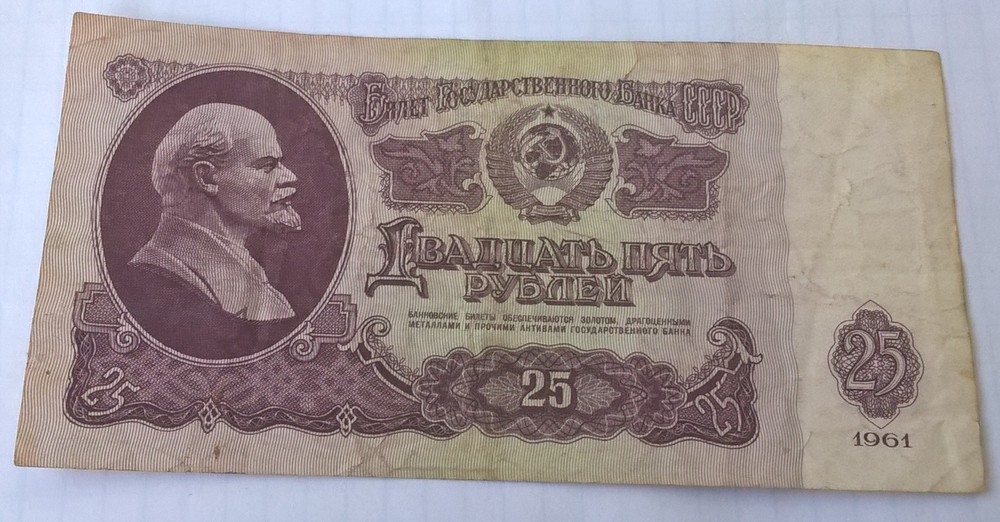 Билет Государственного Банка СССР
Двадцать пять
рублей
БАНКОВСКИЕ БИЛЕТЫ ОБЕСПЕЧИВАЮТСЯ ЗОЛОТОМ, ДРАГОЦЕННЫМИ
МЕТАЛЛАМИ И ПРОЧИМИ АКТИВАМИ ГОСУДАРСТВЕННОГО БАНКА
25 25 25 25
1961